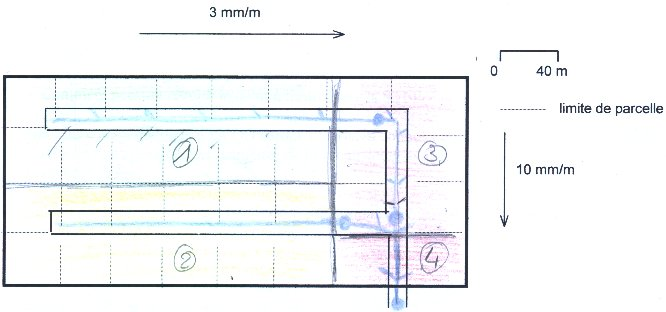 3 mm/m
0 40 m
limite de parcelle
1
3
10 mm/m
2
4